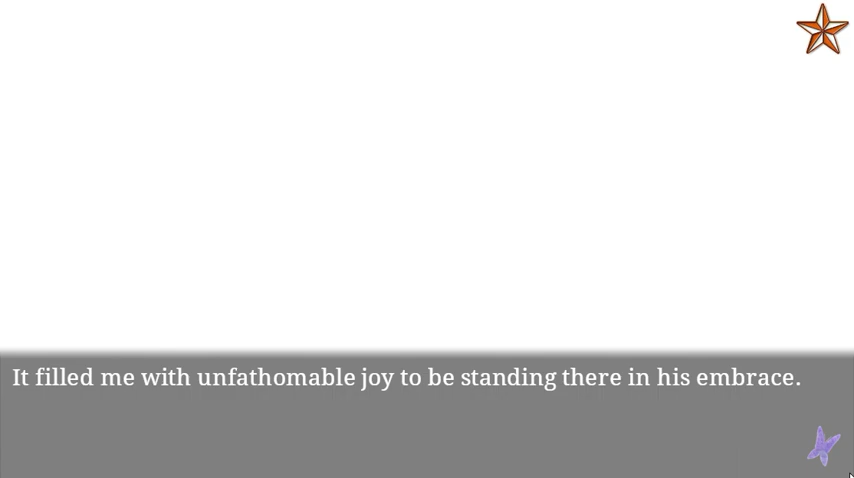 It filled me with unfathomable joy to be standing there in his embrace.